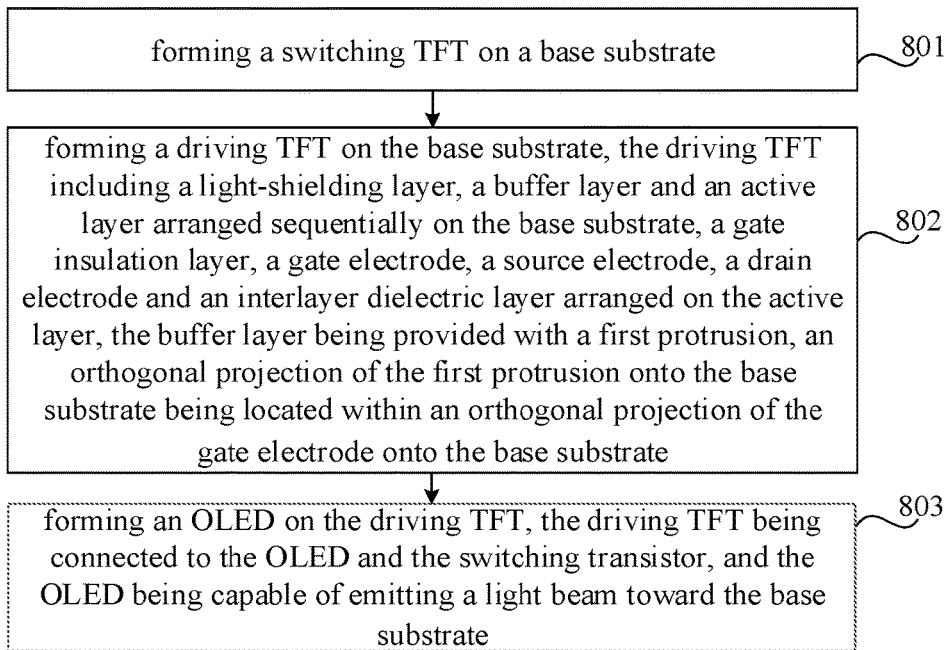 forming a switching TFT on a base substrate
801
forming a driving TFT on the base substrate, the driving TFT
including a light-shielding layer, a buffer layer and an active
layer arranged sequentially on the base substrate, a gate
insulation layer, a gate electrode, a source electrode, a drain
electrode and an interlayer dielectric layer arranged on the active
layer, the buffer layer being provided with a first protrusion, an
orthogonal projection of the first protrusion onto the base
substrate being located within an orthogonal projection of the
gate electrode onto the base substrate
802
forming an OLED on the driving TFT, the driving TFT being
connected to the OLED and the switching transistor, and the
OLED being capable of emitting a light beam toward the base
substrate
803